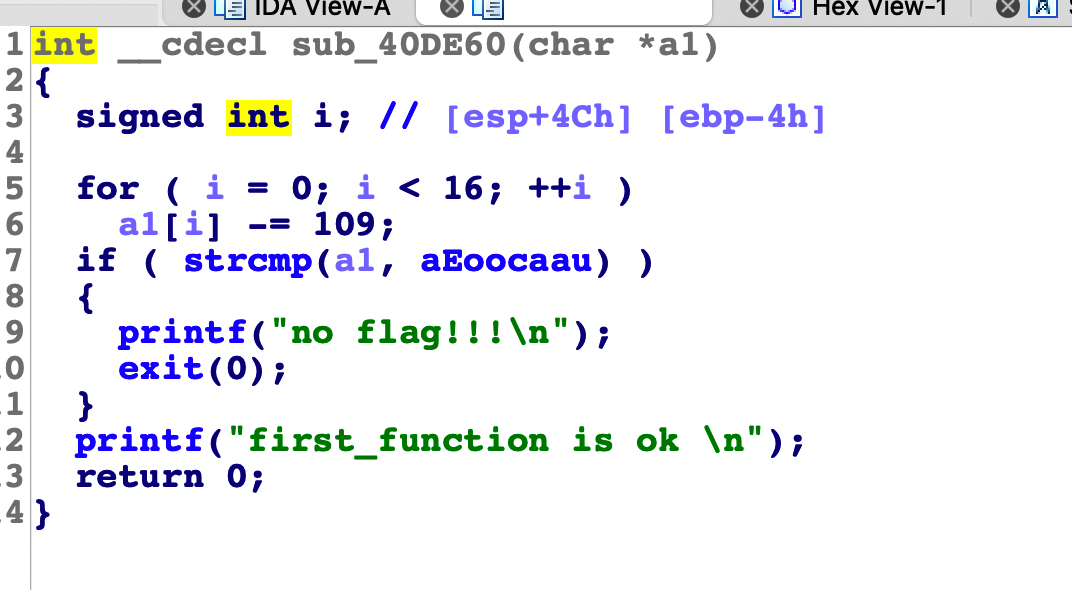 IDA View-A Hex View-1
1 int __cdecl sub_40DE60(char *a1)
2 {
3 signed int i; // [esp+4Ch] [ebp-4h]
4
5 for ( i = 0; i < 16; ++i )
6 a1[i] -= 109;
7 if ( strcmp(a1, aEoocaau) )
8 {
9 printf("no flag!!!\n");
0 exit(0);
1 }
2 printf("first_function is ok \n");
3 return 0;
4 }